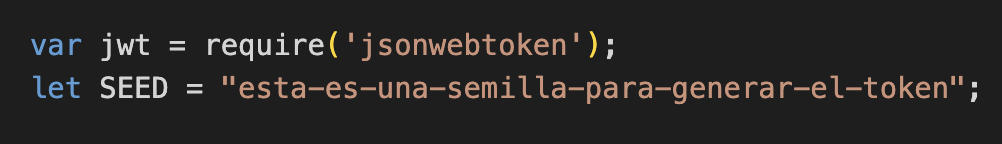 var jwt = require('jsonwebtoken');
let SEED = "esta-es-una-semilla-para-generar-el-token";